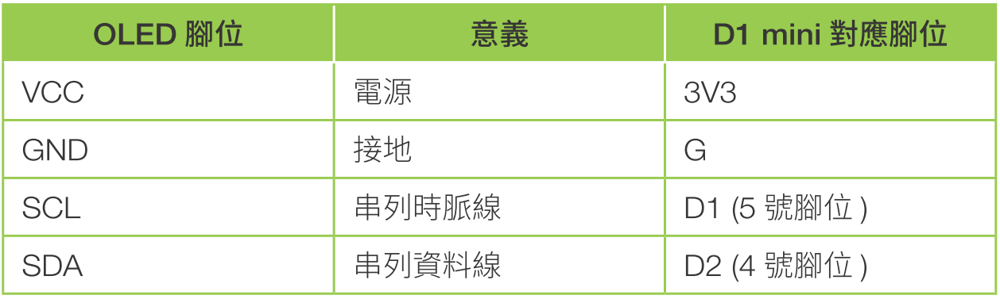 OLED 腳位 意義 D1 mini 對應腳位
VCC 電源 3V3
GND 接地 G
SCL 串列時脈線 D1 (5 號腳位 )
SDA 串列資料線 D2 (4 號腳位 )